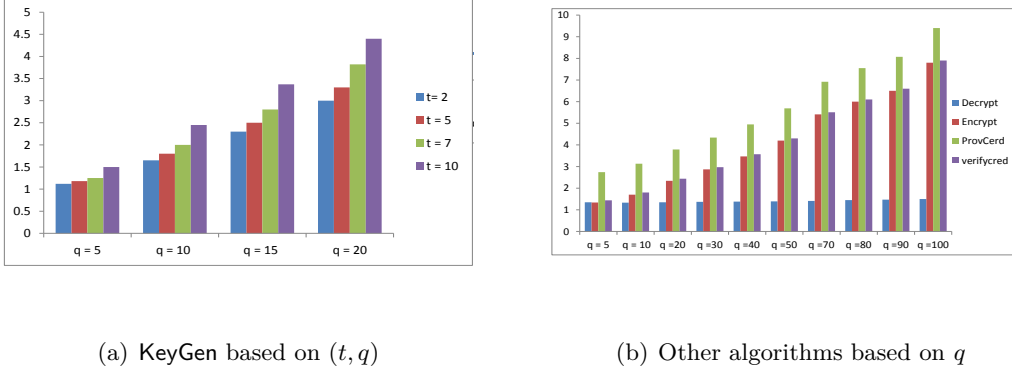 5
4.5
4
3.5
3
2.5
2
1.5
1
0.5
0
q = 5 q = 10 q = 15 q = 20
t= 2
t = 5
t = 7
t = 10
10
9
8
7
6
5
4
3
2
1
0
q = 5 q = 10 q =20 q =30 q =40 q =50 q =70 q =80 q =90 q =100
Decrypt
Encrypt
ProvCerd
verifycred
(a) KeyGen based on (t, q)
(b) Other algorithms based on q